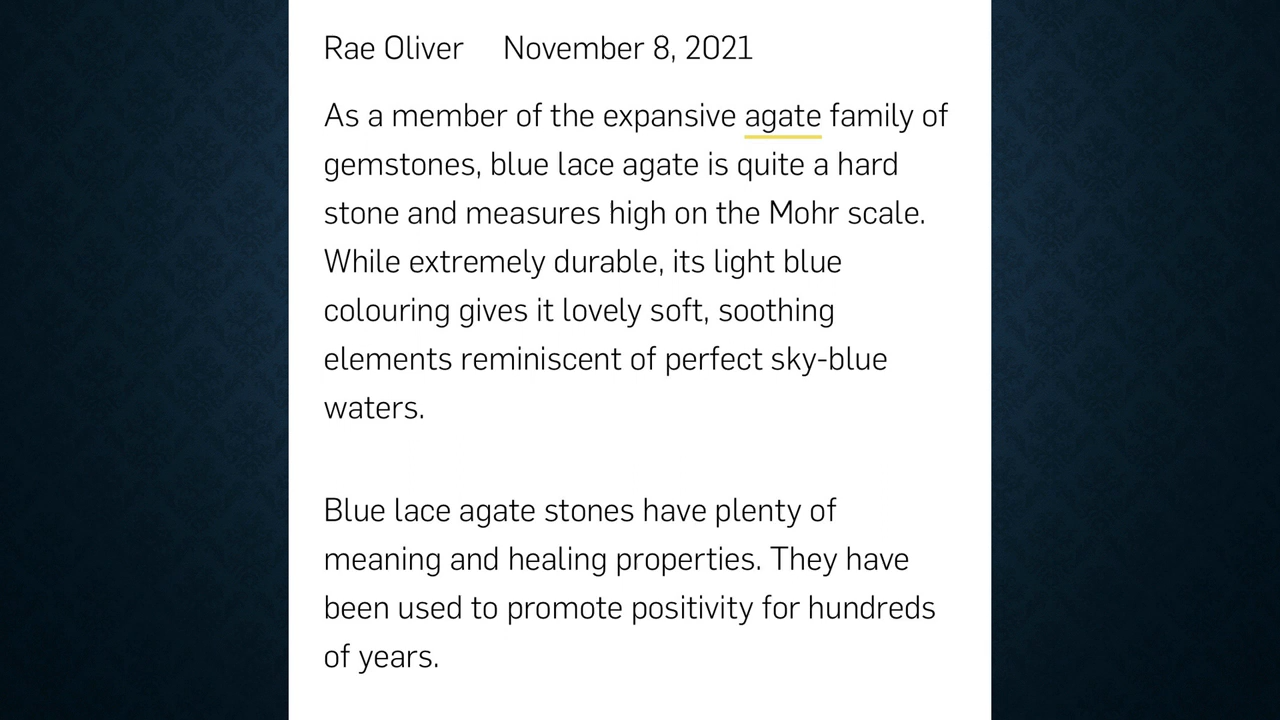 Rae Oliver November 8, 2021
As a member of the expansive agate family of
gemstones, blue lace agate is quite a hard
stone and measures high on the Mohr scale.
While extremely durable, its light blue
colouring gives it lovely soft, soothing
elements reminiscent of perfect sky-blue
waters.
Blue lace agate stones have plenty of
meaning and healing properties. They have
been used to promote positivity for hundreds
of years.